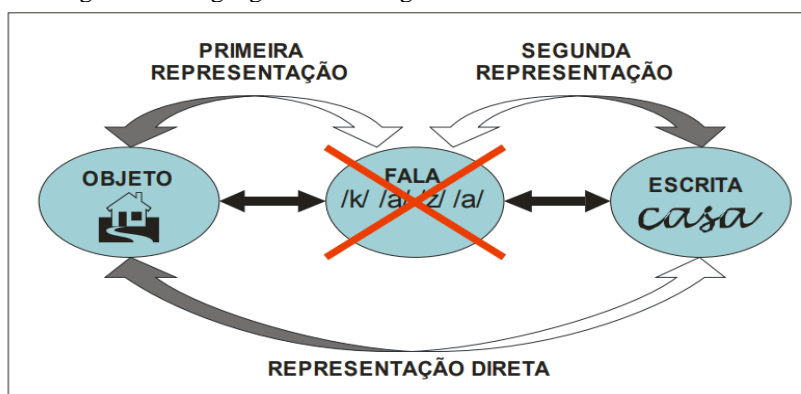 PRIMEIRA
REPRESENTAÇÃO
SEGUNDA
REPRESENTAÇÃO
OBJETO
FALA
/k/ /a/ /z/ /a/
ESCRITA
casa
REPRESENTAÇÃO DIRETA